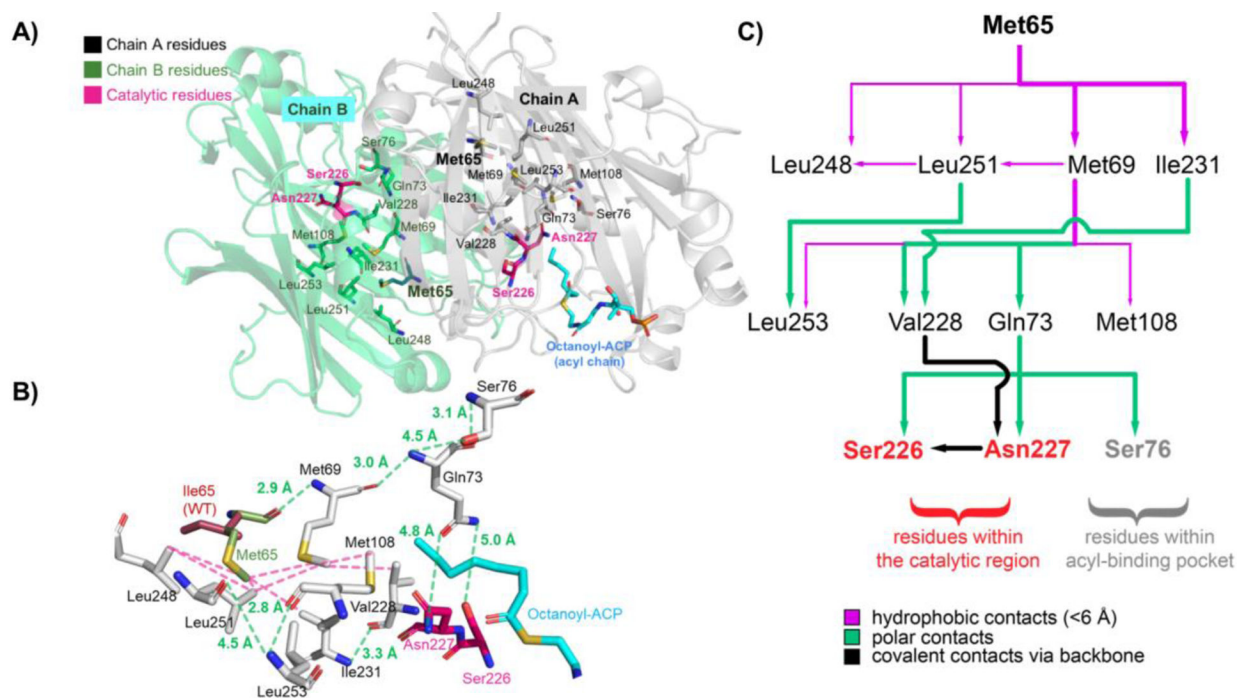 A)
Chain A residues
Chain B residues
Catalytic residues
Chain B
Chain A
Leu248
Leu251
Met65
Met69
Leu253
Met108
Ile231
Gln73
Ser76
Val228
Asn227
Ser226
Octanoyl-ACP
(acyl chain)
Ser76
Ser226
Gln73
Asn227
Val228
Met108
Met69
Ile231
Leu253
Met65
Leu251
Leu248
B)
Ser76
3.1 Å
4.5 Å
3.0 Å
Gln73
Met69
2.9 Å
Ile65
(WT)
Met65
Met108
4.8 Å
5.0 Å
Leu248
Leu251
2.8 Å
Val228
Octanoyl-ACP
4.5 Å
3.3 Å
Asn227
Ile231
Leu253
Ser226
C)
Met65
Leu248
Leu251
Met69
Ile231
Leu253
Val228
Gln73
Met108
Ser226
Asn227
Ser76
residues within
the catalytic region
residues within
acyl-binding pocket
hydrophobic contacts (<6 Å)
polar contacts
covalent contacts via backbone